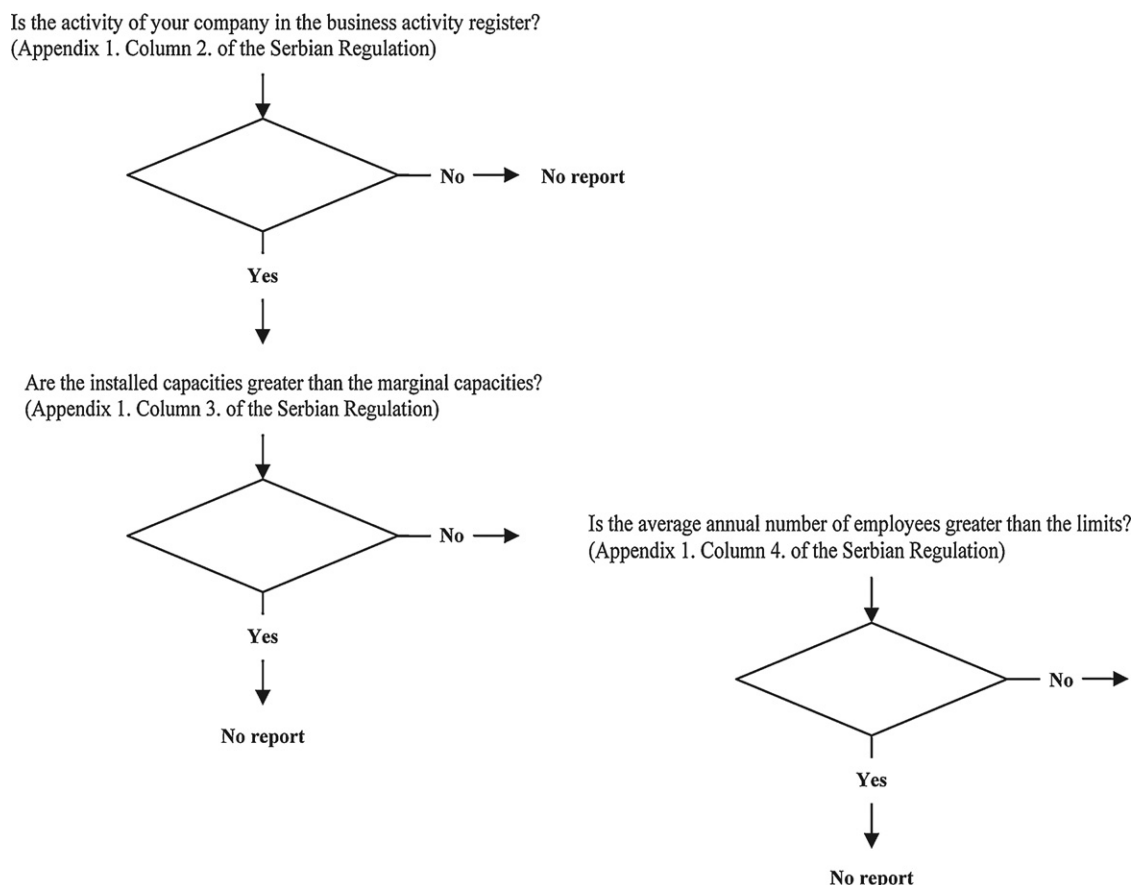 Is the activity of your company in the business activity register?
(Appendix 1. Column 2. of the Serbian Regulation)
No
No report
Yes
Are the installed capacities greater than the marginal capacities?
(Appendix 1. Column 3. of the Serbian Regulation)
No
Yes
No report
Is the average annual number of employees greater than the limits?
(Appendix 1. Column 4. of the Serbian Regulation)
No
Yes
No report